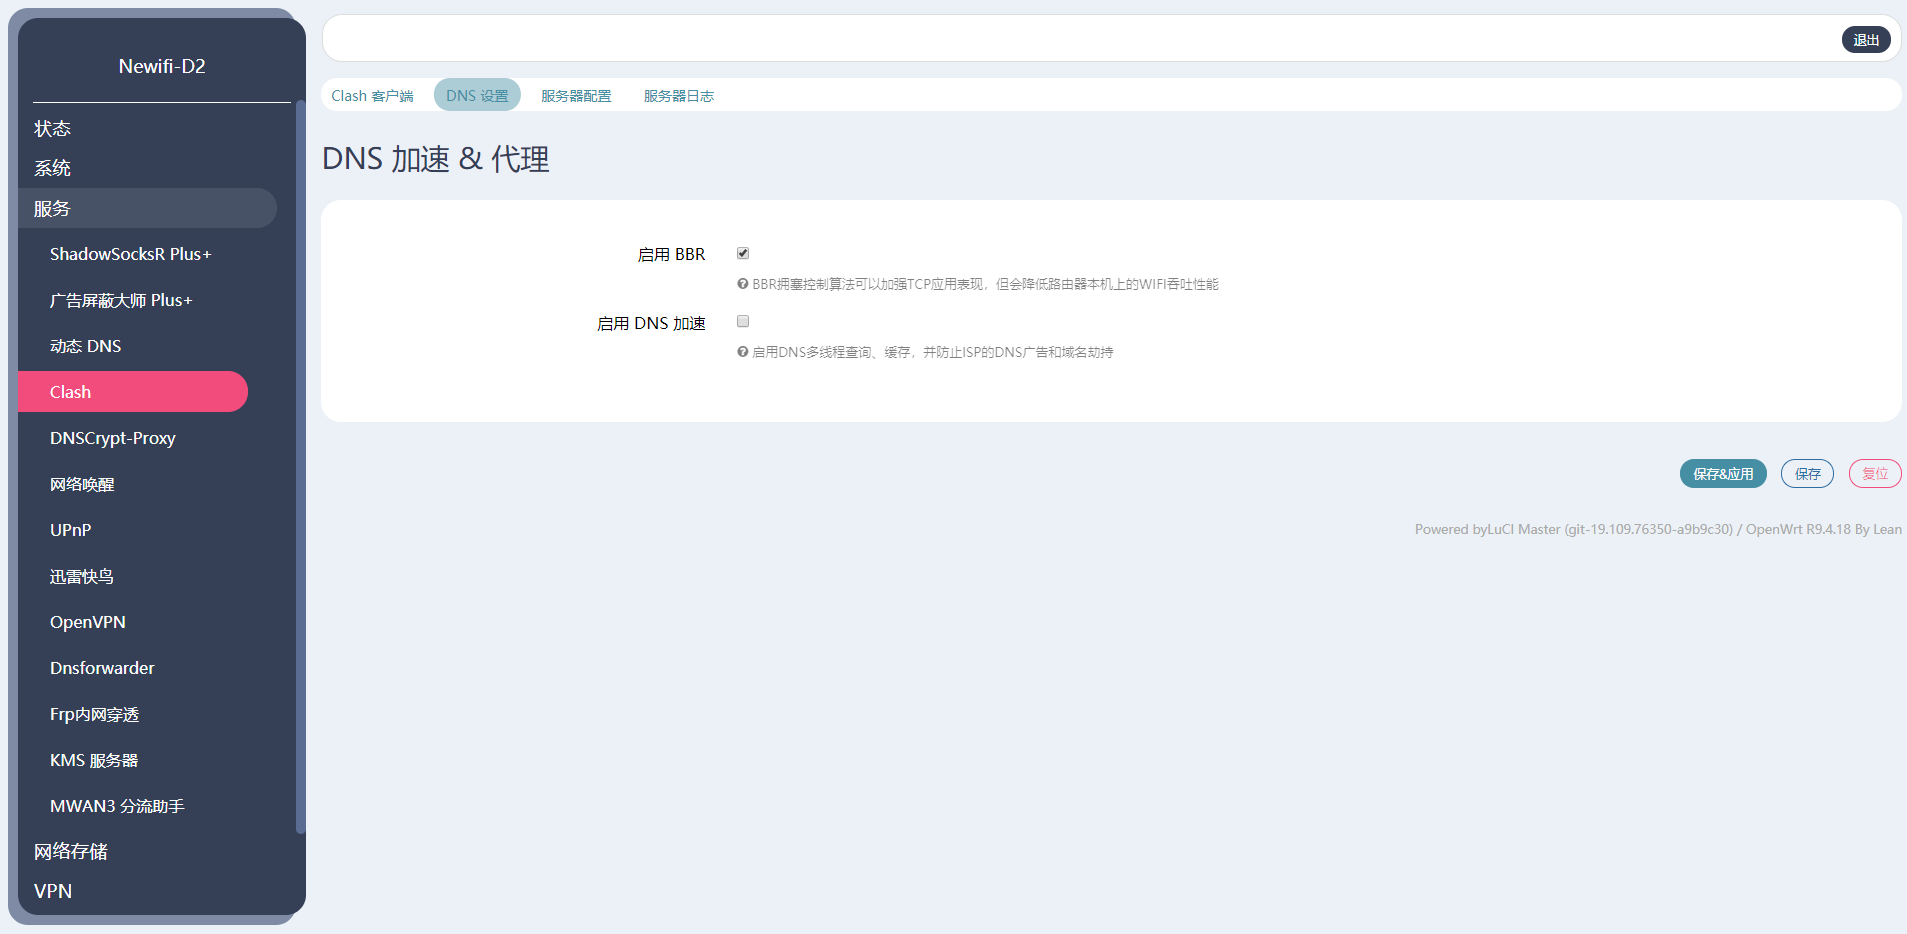 Newifi-D2
状态
系统
服务
ShadowSocksR Plus+
广告屏蔽大师 Plus+
动态 DNS
Clash
DNSCrypt-Proxy
网络唤醒
UPnP
迅雷快鸟
OpenVPN
Dnsforwarder
Frp内网穿透
KMS 服务器
MWAN3 分流助手
网络存储
VPN
退出
Clash 客户端 DNS 设置 服务器配置 服务器日志
DNS 加速 & 代理
启用 BBR
BBR拥塞控制算法可以加强TCP应用表现，但会降低路由器本机上的WIFI吞吐性能
启用 DNS 加速
启用DNS多线程查询、缓存，并防止ISP的DNS广告和域名劫持
保存&应用 保存 复位
Powered byLuCI Master (git-19.109.76350-a9b9c30) / OpenWrt R9.4.18 By Lean